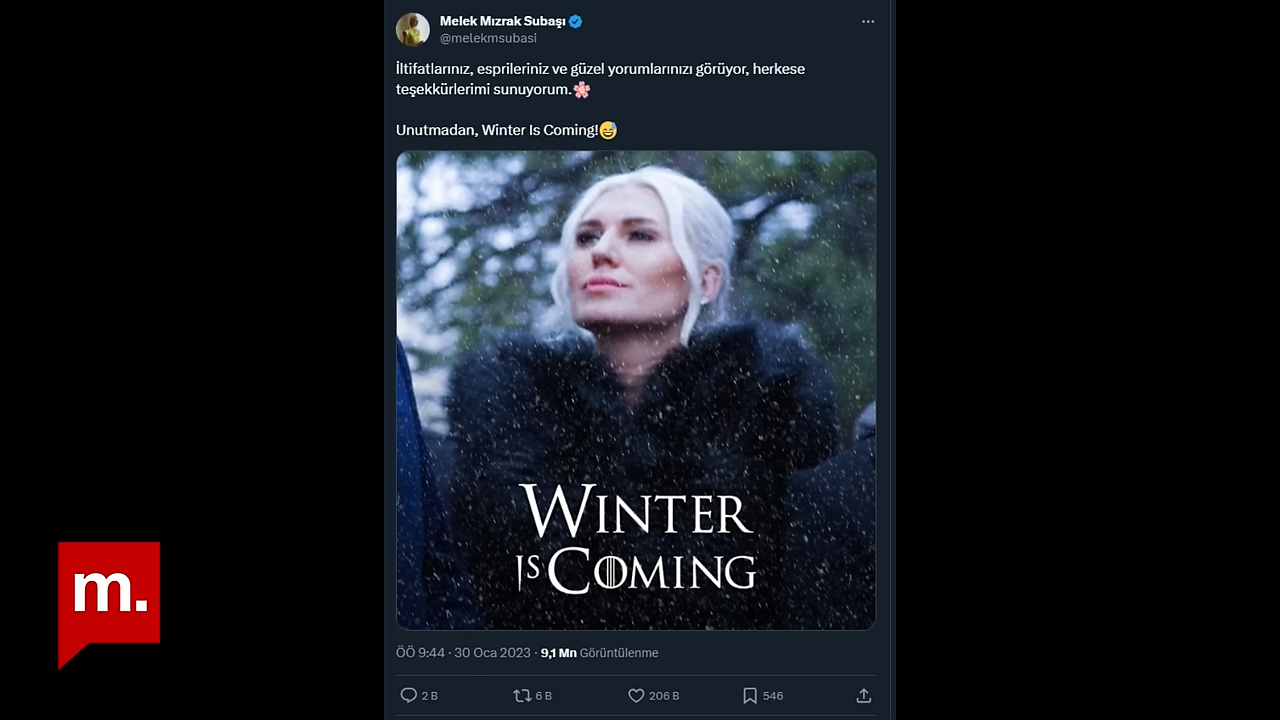 Melek Mızrak Subaşı
@melekmsubasi
İltifatlarınız, esprileriniz ve güzel yorumlarınızı görüyor, herkese
teşekkürlerimi sunuyorum.🌸
Unutmadan, Winter Is Coming!😅
WINTER
IS COMING
ÖÖ 9:44 · 30 Oca 2023 · 9,1 Mn Görüntülenme
2 B 6 B 206 B 546
m.